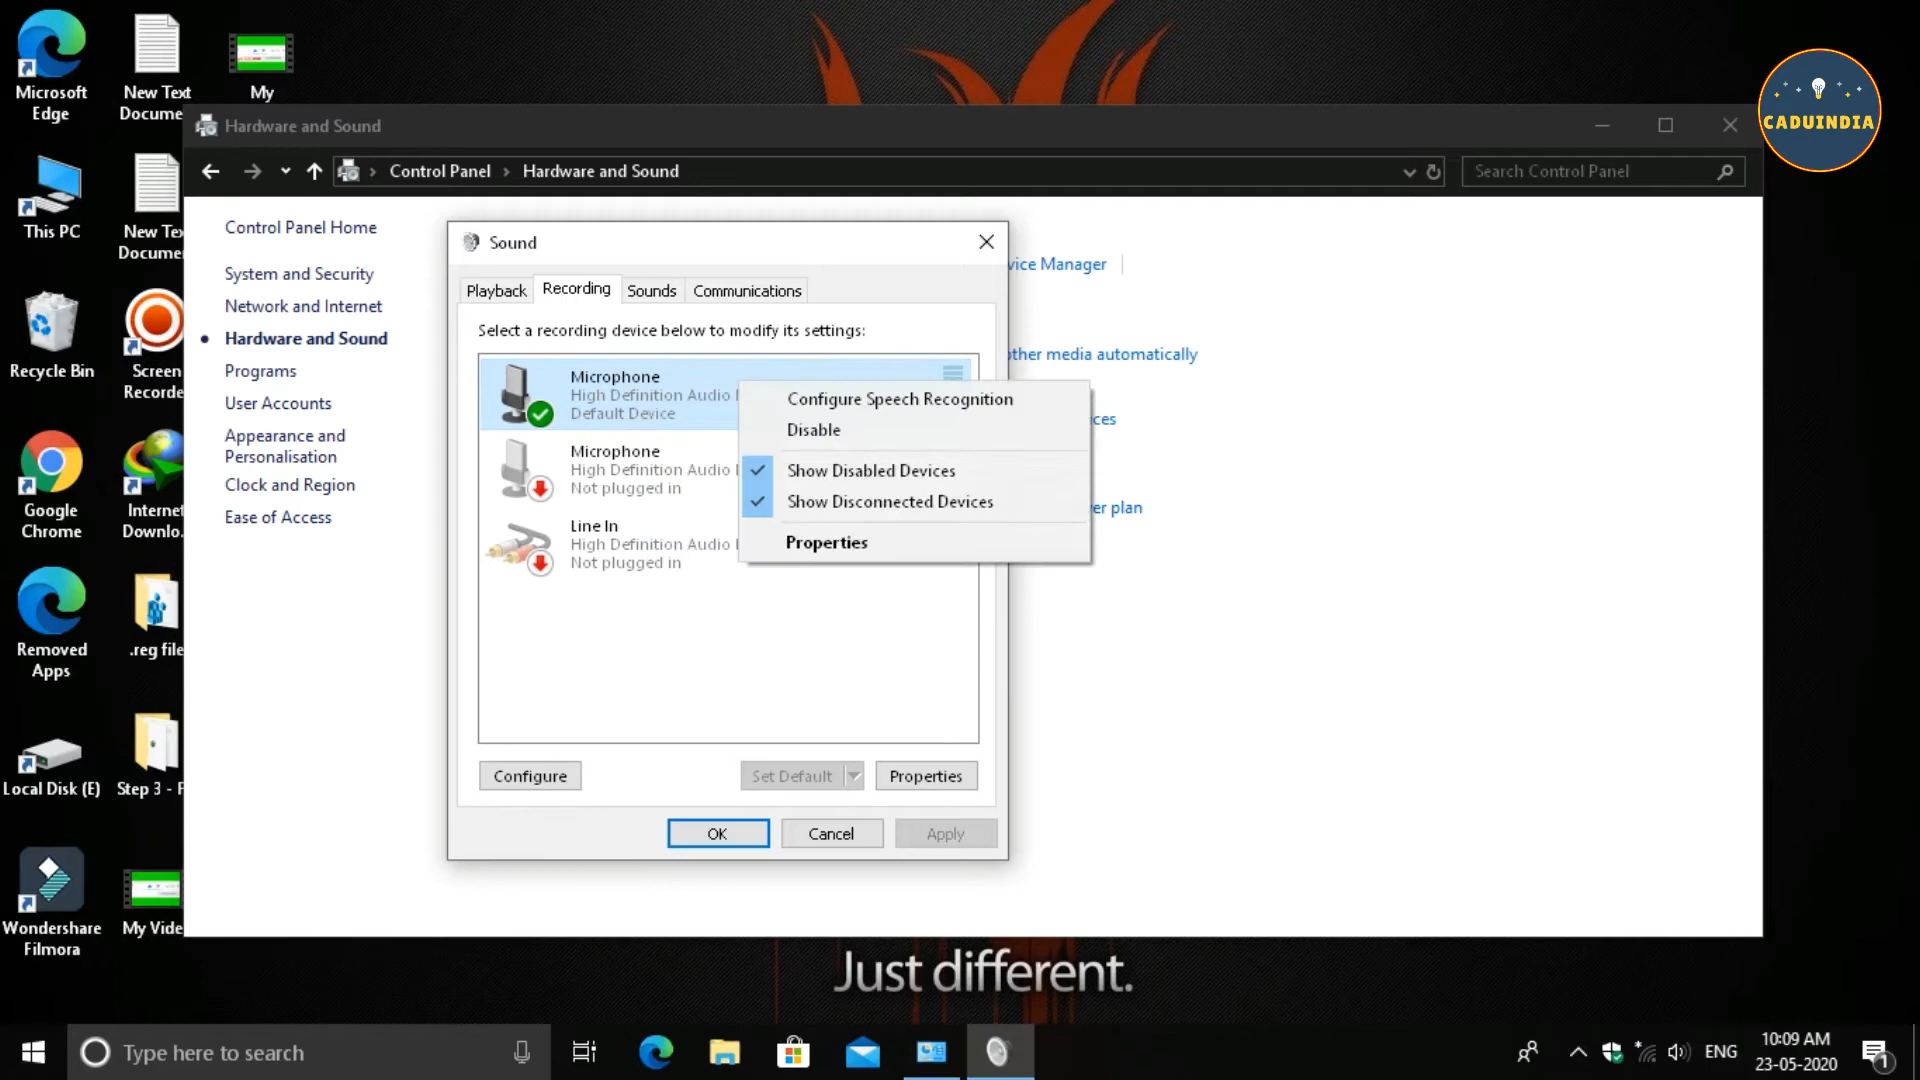 Microsoft
Edge
New Text
Docume
My
CADUINDIA
Hardware and Sound
Control Panel
Hardware and Sound
Search Control Panel
This PC
New Te
Docume
Recycle Bin
Screen
Recorde
Google
Chrome
Internet
Downlo.
Removed
Apps
.reg file
Local Disk (E)
Step 3 - F
Wondershare
Filmora
My Vide
Control Panel Home
System and Security
Network and Internet
Hardware and Sound
Programs
User Accounts
Appearance and
Personalisation
Clock and Region
Ease of Access
vice Manager
other media automatically
ces
er plan
Sound
Playback
Recording
Sounds
Communications
Select a recording device below to modify its settings:
Microphone
High Definition Audio
Default Device
Microphone
High Definition Audio
Not plugged in
Line In
High Definition Audio
Not plugged in
Configure Speech Recognition
Disable
Show Disabled Devices
Show Disconnected Devices
Properties
Configure
Set Default
Properties
OK
Cancel
Apply
Just different.
Type here to search
ENG
10:09 AM
23-05-2020
1